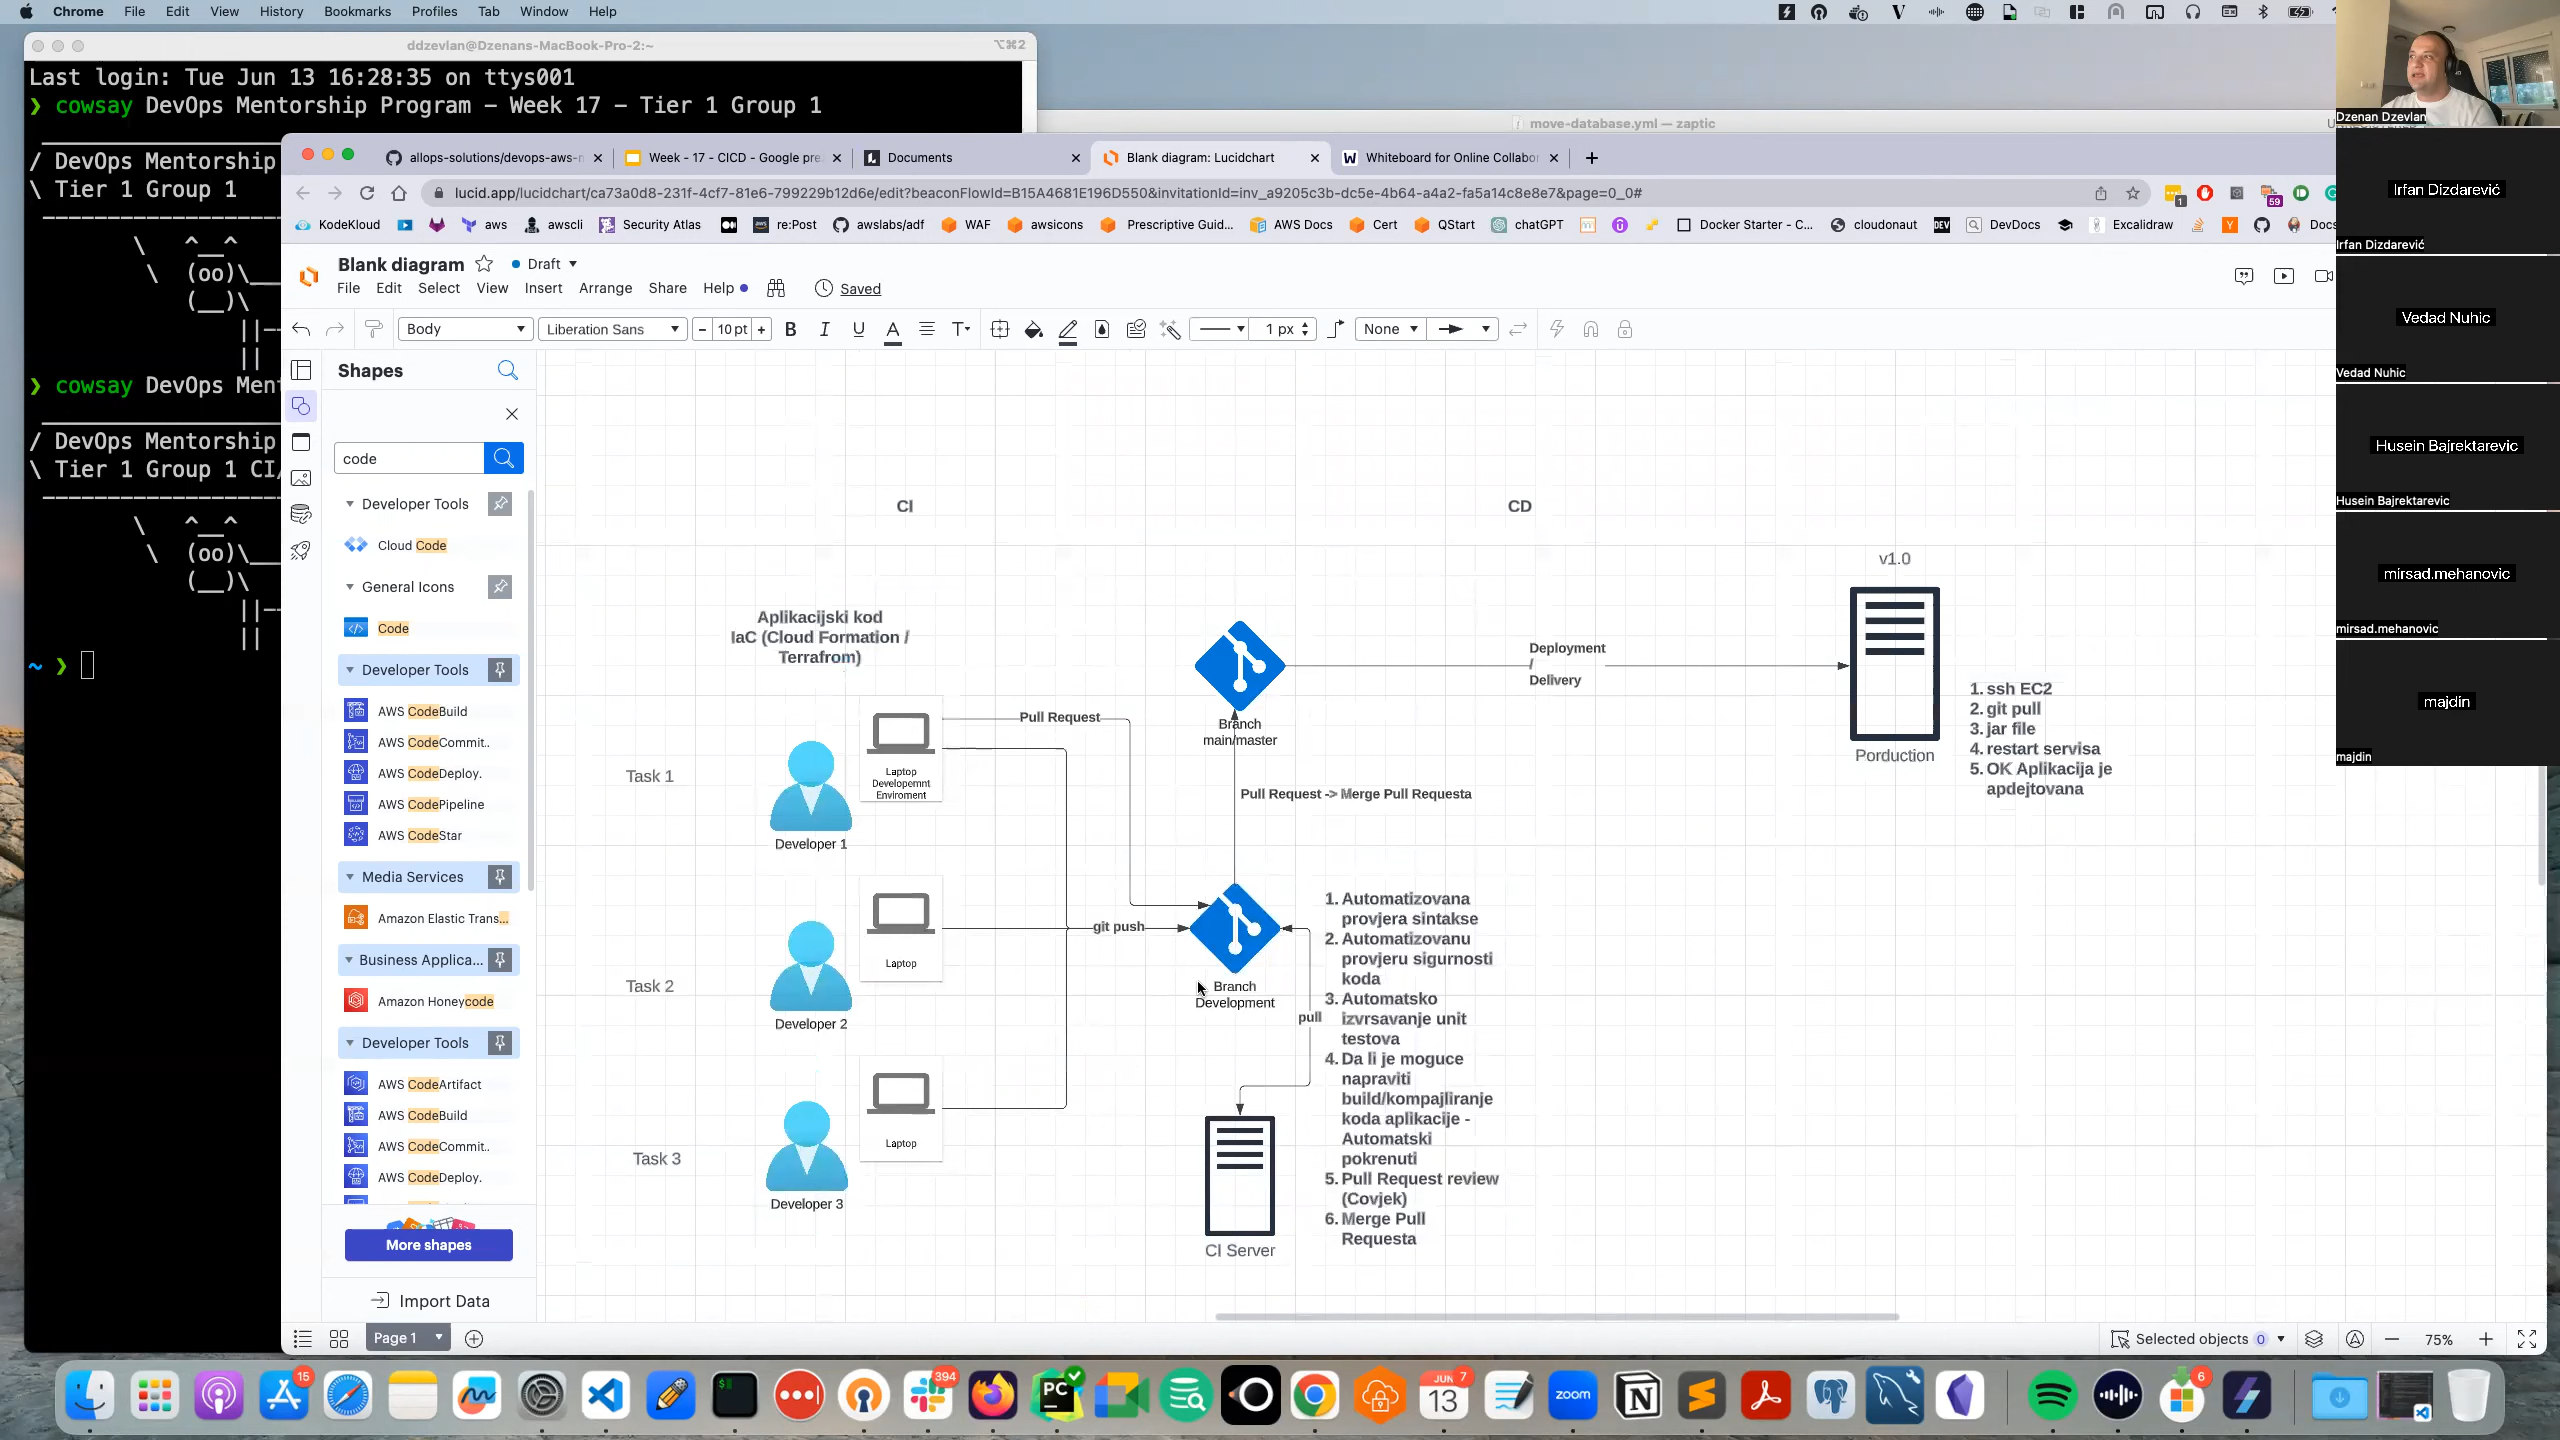 Chrome File Edit View History Bookmarks Profiles Tab Window Help
ddzevlan@Dzenans-MacBook-Pro-2:~
⌥⌘2
Last login: Tue Jun 13 16:28:35 on ttys001
❯ cowsay DevOps Mentorship Program – Week 17 – Tier 1 Group 1
/ DevOps Mentorship
\ Tier 1 Group 1
\ ^__^
\ (oo)\__
(__)\
||--
||
❯ cowsay DevOps Men
/ DevOps Mentorship
\ Tier 1 Group 1 CI/
\ ^__^
\ (oo)\__
(__)\
||--
||
~ ❯
move-database.yml — zaptic
allops-solutions/devops-aws-
Week - 17 - CICD - Google pre
Documents
Blank diagram: Lucidchart
Whiteboard for Online Collabor
lucid.app/lucidchart/ca73a0d8-231f-4cf7-81e6-799229b12d6e/edit?beaconFlowId=B15A4681E196D550&invitationId=inv_a9205c3b-dc5e-4b64-a4a2-fa5a14c8e8e7&page=0_0#
1
59
KodeKloud aws awscli Security Atlas re:Post awslabs/adf WAF awsicons Prescriptive Guid... AWS Docs Cert QStart chatGPT Docker Starter - C... cloudonaut DevDocs Excalidraw Docs
Blank diagram
Draft
File Edit Select View Insert Arrange Share Help
Saved
Body
Liberation Sans
10 pt
B I U A T
1 px
None
Shapes
code
Developer Tools
Cloud Code
General Icons
Code
Developer Tools
AWS CodeBuild
AWS CodeCommit..
AWS CodeDeploy.
AWS CodePipeline
AWS CodeStar
Media Services
Amazon Elastic Trans...
Business Applica...
Amazon Honeycode
Developer Tools
AWS CodeArtifact
AWS CodeBuild
AWS CodeCommit..
AWS CodeDeploy.
More shapes
Import Data
CI
CD
Aplikacijski kod
IaC (Cloud Formation /
Terrafrom)
Task 1
Developer 1
Laptop
Developemnt
Enviroment
Pull Request
Task 2
Developer 2
Laptop
git push
Task 3
Developer 3
Laptop
Branch
main/master
Pull Request -> Merge Pull Requesta
Branch
Development
pull
CI Server
1. Automatizovana
provjera sintakse
2. Automatizovanu
provjeru sigurnosti
koda
3. Automatsko
izvrsavanje unit
testova
4. Da li je moguce
napraviti
build/kompajliranje
koda aplikacije -
Automatski
pokrenuti
5. Pull Request review
(Covjek)
6. Merge Pull
Requesta
Deployment
/
Delivery
v1.0
Porduction
1. ssh EC2
2. git pull
3. jar file
4. restart servisa
5. OK Aplikacija je
apdejtovana
Page 1
Selected objects 0
75%
Dzenan Dzevlan
Irfan Dizdarević
Irfan Dizdarević
Vedad Nuhic
Vedad Nuhic
Husein Bajrektarevic
Husein Bajrektarevic
mirsad.mehanovic
mirsad.mehanovic
majdin
majdin
15
394
PC
JUN 7
13
zoom
6